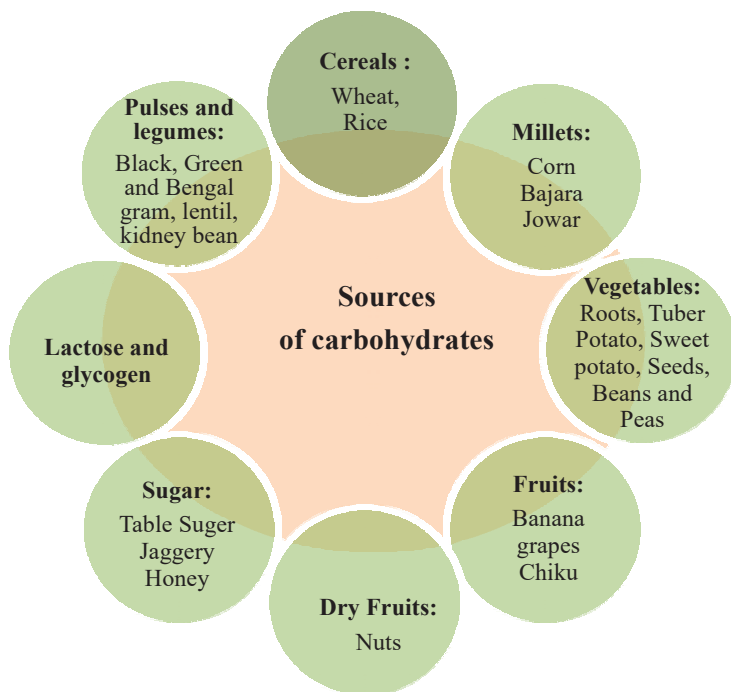 Cereals :
Wheat,
Rice
Millets:
Corn
Bajara
Jowar
Vegetables:
Roots, Tuber
Potato, Sweet
potato, Seeds,
Beans and
Peas
Fruits:
Banana
grapes
Chiku
Dry Fruits:
Nuts
Sugar:
Table Suger
Jaggery
Honey
Lactose and
glycogen
Pulses and
legumes:
Black, Green
and Bengal
gram, lentil,
kidney bean
Sources
of carbohydrates